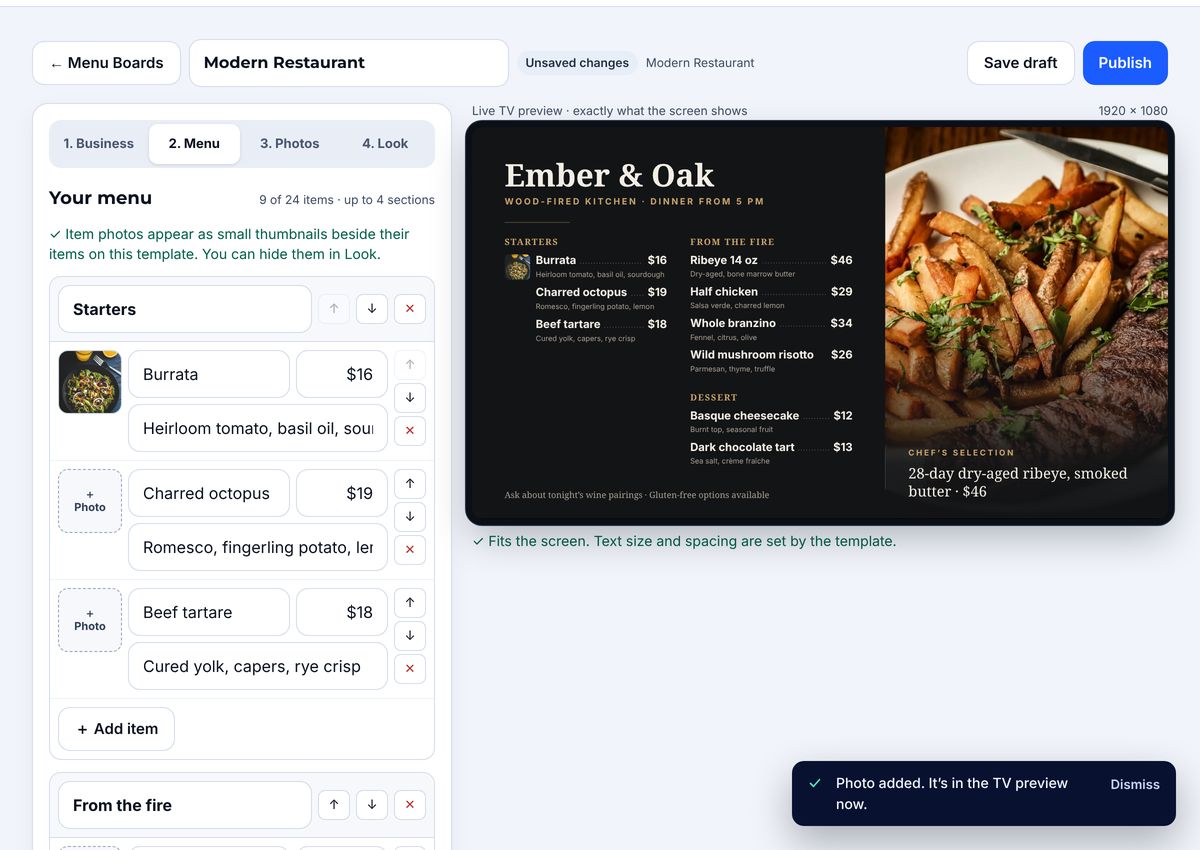 ← Menu Boards
Modern Restaurant
Unsaved changes
Modern Restaurant
Save draft
Publish
1. Business
2. Menu
3. Photos
4. Look
Your menu
9 of 24 items · up to 4 sections
✓ Item photos appear as small thumbnails beside their
items on this template. You can hide them in Look.
Starters
↑ ↓ ×
Burrata
$16
Heirloom tomato, basil oil, sour
↑ ↓ ×
+
Photo
Charred octopus
$19
Romesco, fingerling potato, ler
↑ ↓ ×
+
Photo
Beef tartare
$18
Cured yolk, capers, rye crisp
↑ ↓ ×
+ Add item
From the fire
↑ ↓ ×
Live TV preview · exactly what the screen shows
1920 × 1080
Ember & Oak
WOOD-FIRED KITCHEN · DINNER FROM 5 PM
STARTERS
Burrata $16
Heirloom tomato, basil oil, sourdough
Charred octopus $19
Romesco, fingerling potato, lemon
Beef tartare $18
Cured yolk, capers, rye crisp
FROM THE FIRE
Ribeye 14 oz $46
Dry-aged, bone marrow butter
Half chicken $29
Salsa verde, charred lemon
Whole branzino $34
Fennel, citrus, olive
Wild mushroom risotto $26
Parmesan, thyme, truffle
DESSERT
Basque cheesecake $12
Burnt top, seasonal fruit
Dark chocolate tart $13
Sea salt, crème fraîche
Ask about tonight's wine pairings · Gluten-free options available
CHEF'S SELECTION
28-day dry-aged ribeye, smoked
butter · $46
✓ Fits the screen. Text size and spacing are set by the template.
✓ Photo added. It's in the TV preview
now.
Dismiss